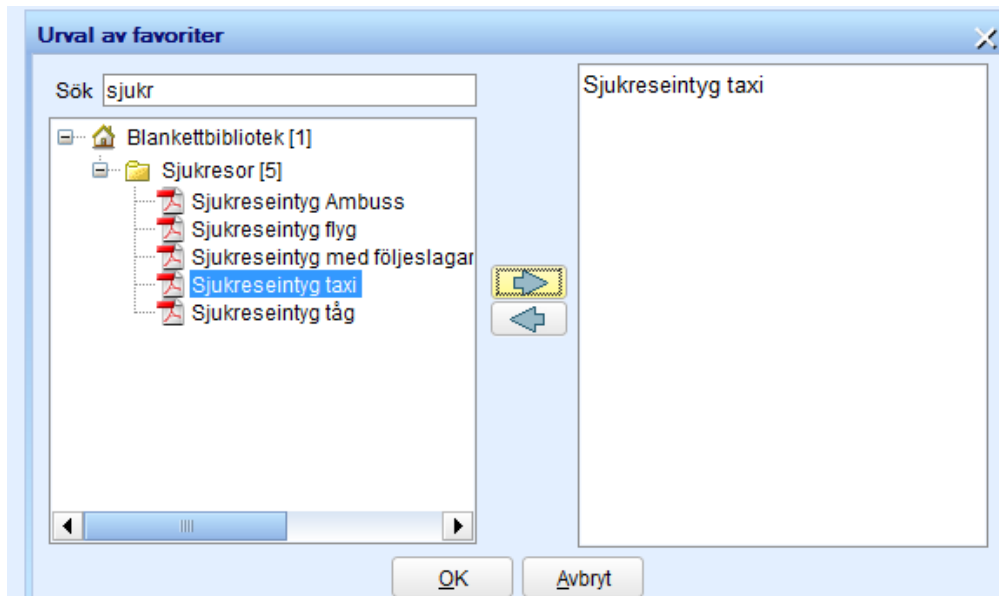 Urval av favoriter
Sök sjukr
Blankettbibliotek [1]
Sjukresor [5]
Sjukreseintyg Ambuss
Sjukreseintyg flyg
Sjukreseintyg med följeslagar
Sjukreseintyg taxi
Sjukreseintyg tåg
Sjukreseintyg taxi
OK
Avbryt